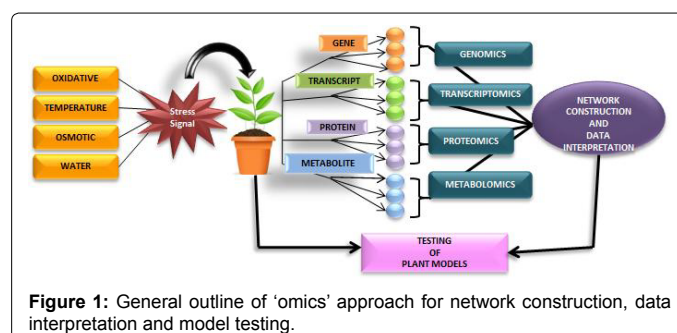 OXIDATIVE
TEMPERATURE
OSMOTIC
WATER
Stress
Signal
GENE
TRANSCRIPT
PROTEIN
METABOLITE
GENOMICS
TRANSCRIPTOMICS
PROTEOMICS
METABOLOMICS
NETWORK
CONSTRUCTION
AND
DATA
INTERPRETATION
TESTING
OF
PLANT MODELS
Figure 1: General outline of ‘omics’ approach for network construction, data
interpretation and model testing.